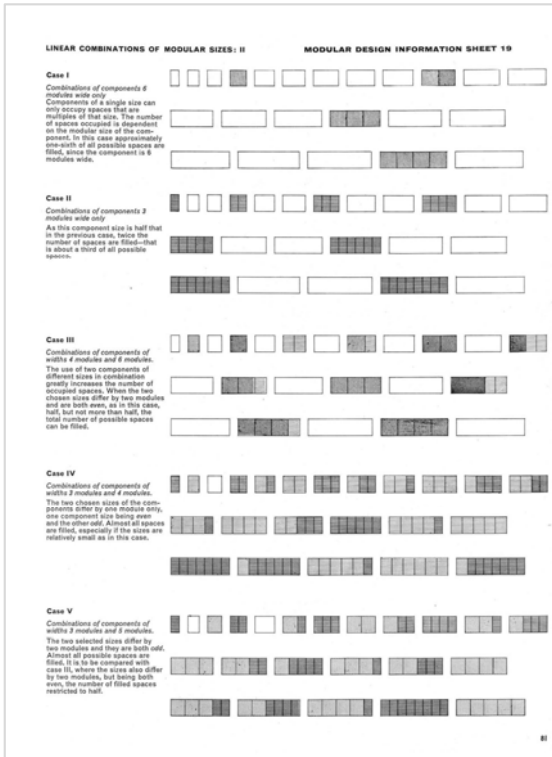 LINEAR COMBINATIONS OF MODULAR SIZES: II
MODULAR DESIGN INFORMATION SHEET 19
Case I
Combinations of components 6
modules wide only
Components of a single size can
only occupy spaces that are
multiples of that size. The number
of spaces occupied is dependent
on the modular size of the com-
ponent. In this case approximately
one-sixth of all possible spaces are
filled, since the component is 6
modules wide.
Case II
Combinations of components 3
modules wide only
As this component size is half that
in the previous case, twice the
number of spaces are filled—that
is about a third of all possible
spaces.
Case III
Combinations of components of
widths 4 modules and 6 modules.
The use of two components of
different sizes in combination
greatly increases the number of
occupied spaces. When the two
chosen sizes differ by two modules
and are both even, as in this case,
half, but not more than half, the
total number of possible spaces
can be filled.
Case IV
Combinations of components of
widths 3 modules and 4 modules.
The two chosen sizes of the com-
ponents differ by one module only,
one component size being even
and the other odd. Almost all spaces
are filled, especially if the sizes are
relatively small as in this case.
Case V
Combinations of components of
widths 3 modules and 5 modules.
The two selected sizes differ by
two modules and they are both odd.
Almost all possible spaces are
filled. It is to be compared with
case III, where the sizes also differ
by two modules, but being both
even, the number of filled spaces
restricted to half.
81